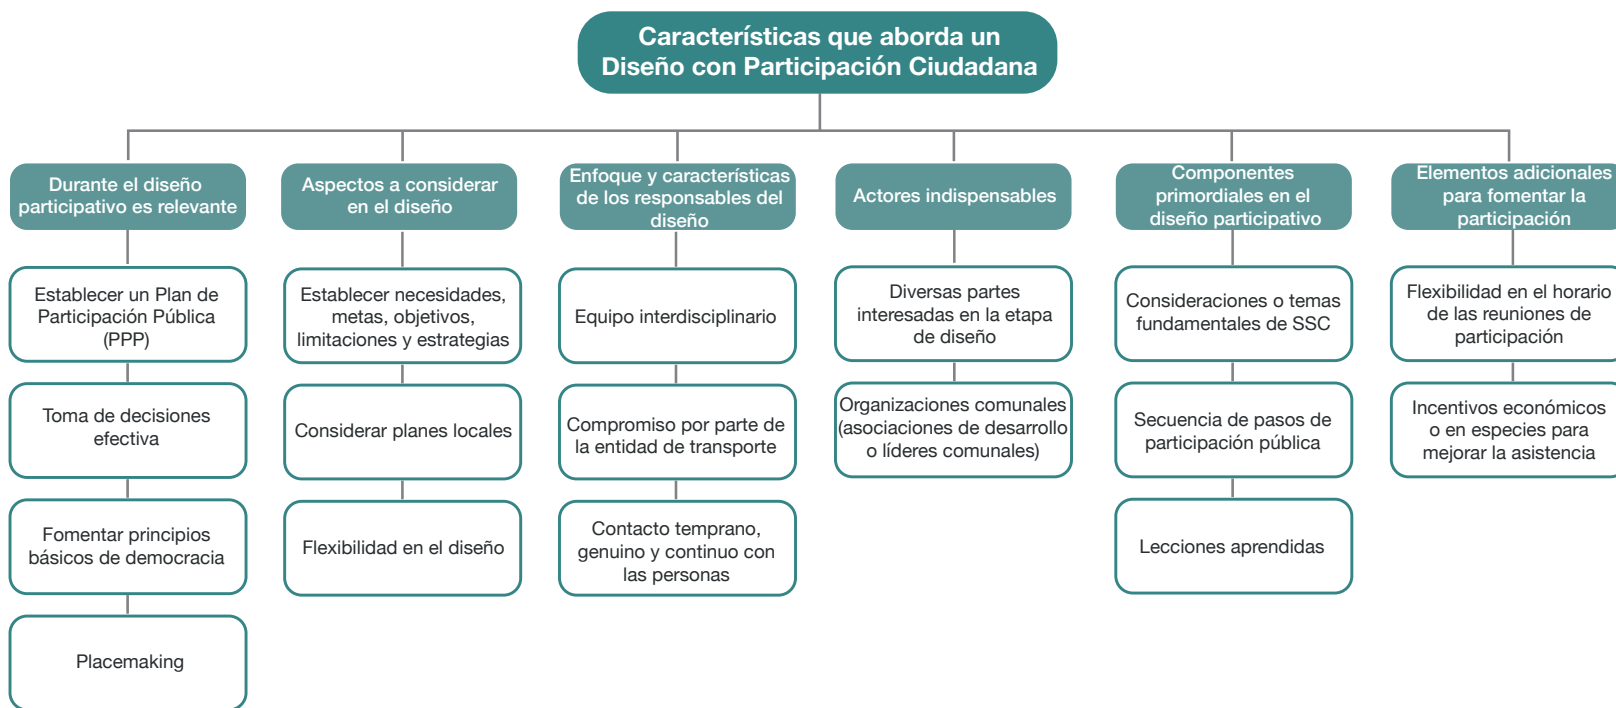 Características que aborda un
Diseño con Participación Ciudadana
Durante el diseño
participativo es relevante
Establecer un Plan de
Participación Pública
(PPP)
Toma de decisiones
efectiva
Fomentar principios
básicos de democracia
Placemaking
Aspectos a considerar
en el diseño
Establecer necesidades,
metas, objetivos,
limitaciones y estrategias
Considerar planes locales
Flexibilidad en el diseño
Enfoque y características
de los responsables del
diseño
Equipo interdisciplinario
Compromiso por parte de
la entidad de transporte
Contacto temprano,
genuino y continuo con
las personas
Actores indispensables
Diversas partes
interesadas en la etapa
de diseño
Organizaciones comunales
(asociaciones de desarrollo
o líderes comunales)
Componentes
primordiales en el
diseño participativo
Consideraciones o temas
fundamentales de SSC
Secuencia de pasos de
participación pública
Lecciones aprendidas
Elementos adicionales
para fomentar la
participación
Flexibilidad en el horario
de las reuniones de
participación
Incentivos económicos
o en especies para
mejorar la asistencia